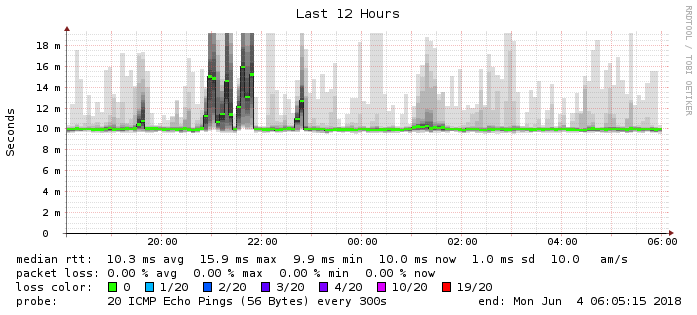 Last 12 Hours
RRDTOOL / TOBI OETIKER
Seconds
18 m
16 m
14 m
12 m
10 m
8 m
6 m
4 m
2 m
0
20:00 22:00 00:00 02:00 04:00 06:00
median rtt: 10.3 ms avg 15.9 ms max 9.9 ms min 10.0 ms now 1.0 ms sd 10.0 am/s
packet loss: 0.00 % avg 0.00 % max 0.00 % min 0.00 % now
loss color: 0 1/20 2/20 3/20 4/20 10/20 19/20
probe: 20 ICMP Echo Pings (56 Bytes) every 300s end: Mon Jun 4 06:05:15 2018